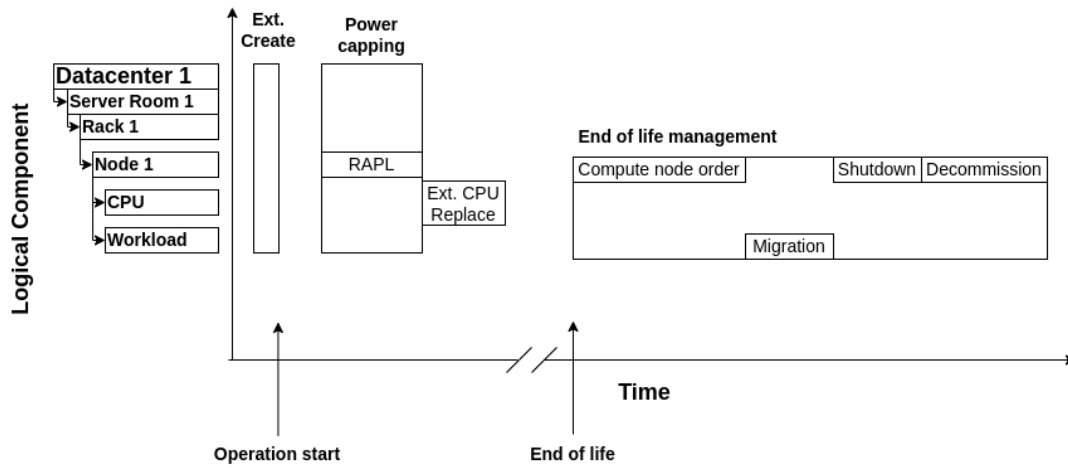 Ext.
Create
Power
capping
Datacenter 1
Server Room 1
Rack 1
Node 1
CPU
Workload
Logical Component
RAPL
Ext. CPU
Replace
End of life management
Compute node order
Shutdown
Decommission
Migration
Time
Operation start
End of life